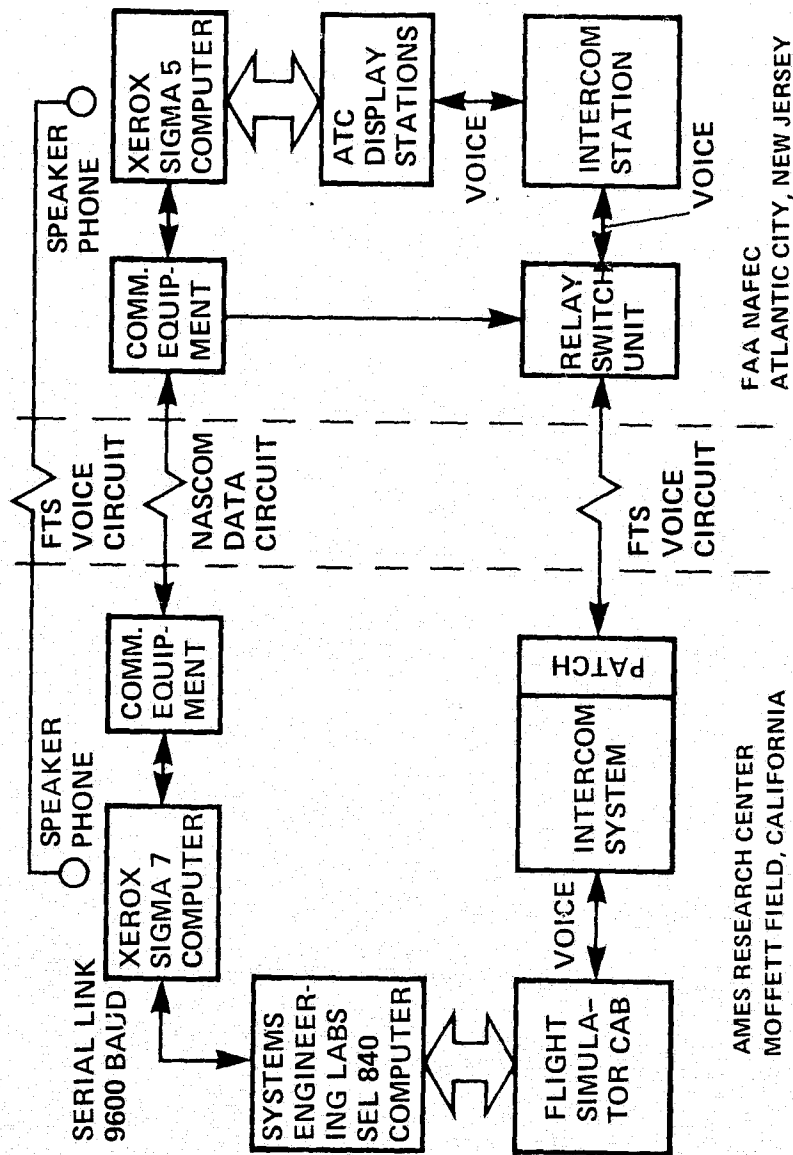 SPEAKER
PHONE
SPEAKER
PHONE
FTS
VOICE
CIRCUIT
SERIAL LINK
9600 BAUD
XEROX
SIGMA 7
COMPUTER
COMM.
EQUIP-
MENT
NASCOM
DATA
CIRCUIT
COMM.
EQUIP-
MENT
XEROX
SIGMA 5
COMPUTER
SYSTEMS
ENGINEER-
ING LABS
SEL 840
COMPUTER
ATC
DISPLAY
STATIONS
VOICE
FLIGHT
SIMULA-
TOR CAB
VOICE
INTERCOM
SYSTEM
PATCH
FTS
VOICE
CIRCUIT
RELAY
SWITCH
UNIT
VOICE
INTERCOM
STATION
AMES RESEARCH CENTER
MOFFETT FIELD, CALIFORNIA
FAA NAFEC
ATLANTIC CITY, NEW JERSEY